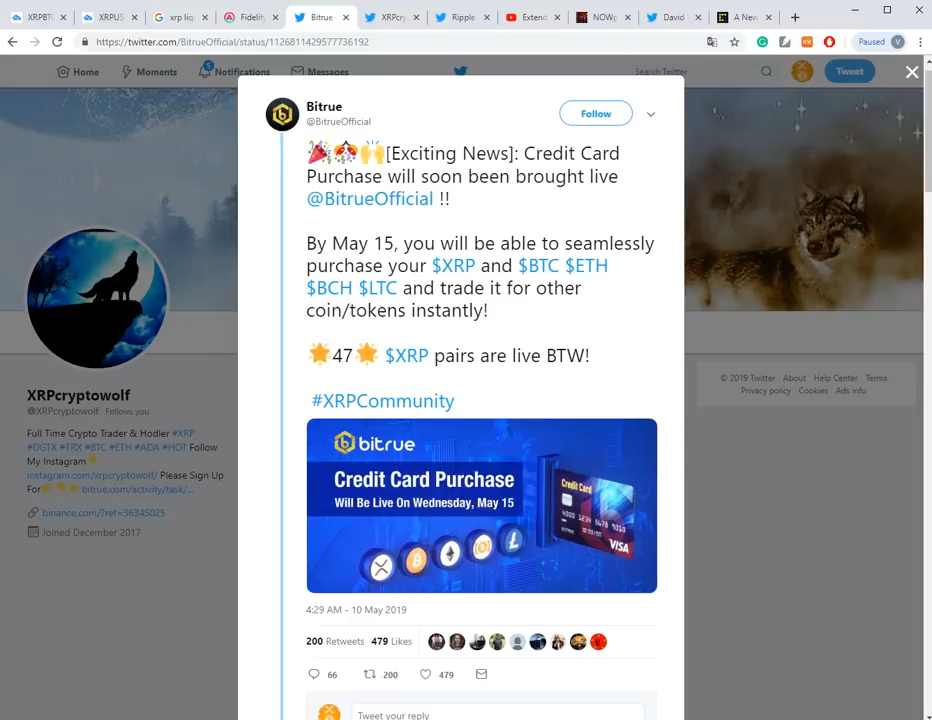 XRPBT
XRPUS
xrp liq
Fidelit
Bitrue
XRPcry
Ripple
Extend
NOWp
David
A New
https://twitter.com/BitrueOfficial/status/1126811429577736192
Paused
V
Home
Moments
Notifications
Messages
Search Twitter
Tweet
Bitrue
@BitrueOfficial
Follow
🎉🎊🙌[Exciting News]: Credit Card
Purchase will soon been brought live
@BitrueOfficial !!
By May 15, you will be able to seamlessly
purchase your $XRP and $BTC $ETH
$BCH $LTC and trade it for other
coin/tokens instantly!
🌟47🌟 $XRP pairs are live BTW!
#XRPCommunity
bitrue
Credit Card Purchase
Will Be Live On Wednesday, May 15
Credit Card
VISA
4:29 AM - 10 May 2019
200 Retweets 479 Likes
66 200 479
Tweet your reply
XRPcryptowolf
@XRPcryptowolf Follows you
Full Time Crypto Trader & Hodler #XRP
#DGTX #TRX #BTC #ETH #ADA #HOT Follow
My Instagram👇
instagram.com/xrpcryptowolf/ Please Sign Up
For👉👇👉 bitrue.com/activity/task/...
binance.com/?ref=36345025
Joined December 2017
© 2019 Twitter About Help Center Terms
Privacy policy Cookies Ads info